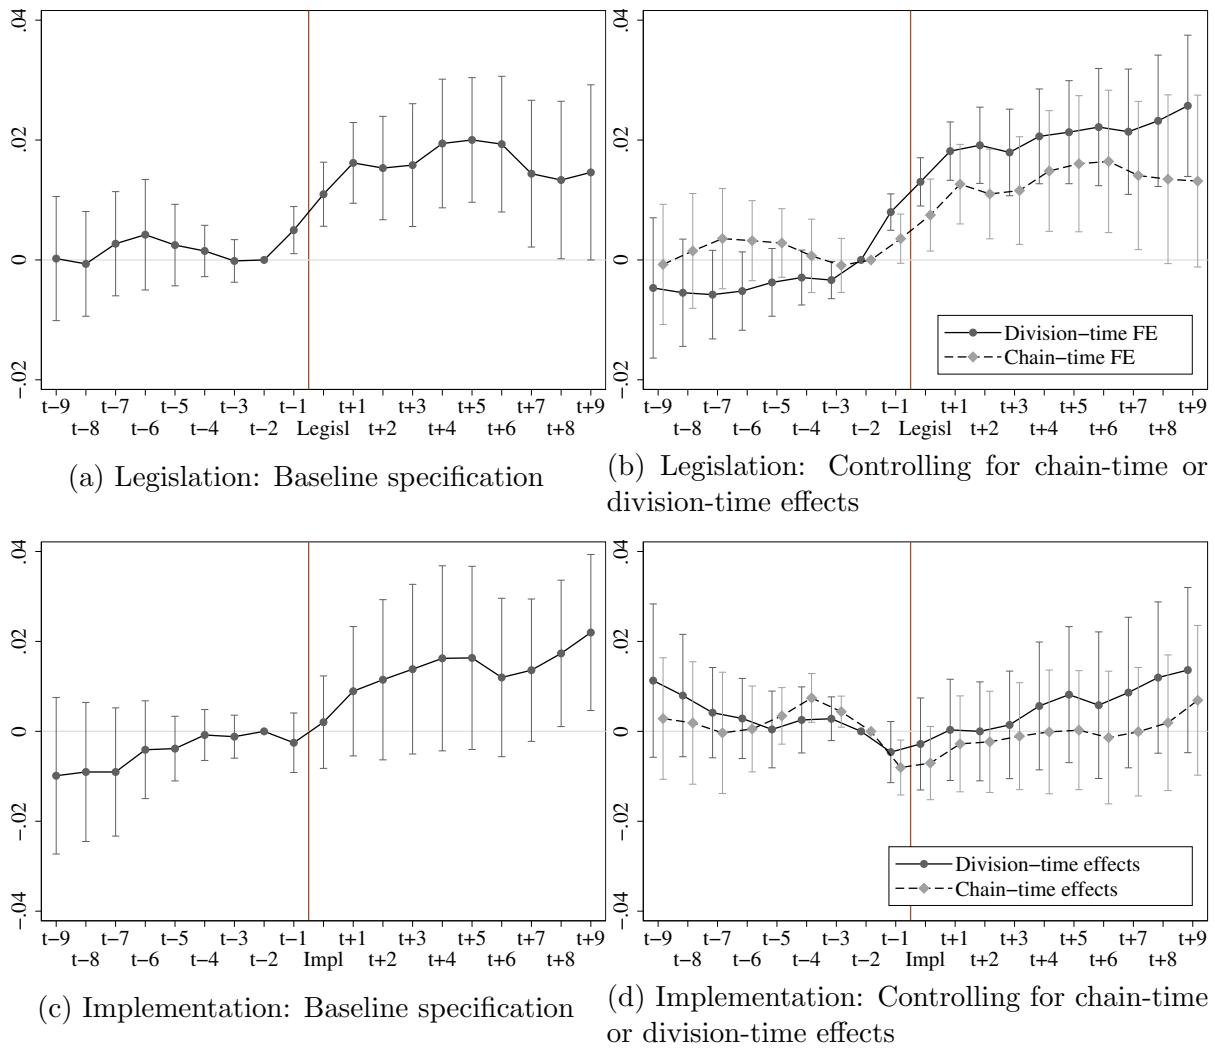 .04
.02
0
−.02
t−9 t−7 t−5 t−3 t−1 t+1 t+3 t+5 t+7 t+9
t−8 t−6 t−4 t−2 Legisl t+2 t+4 t+6 t+8
(a) Legislation: Baseline specification
.04
.02
0
−.02
Division−time FE
Chain−time FE
t−9 t−7 t−5 t−3 t−1 t+1 t+3 t+5 t+7 t+9
t−8 t−6 t−4 t−2 Legisl t+2 t+4 t+6 t+8
(b) Legislation: Controlling for chain-time or
division-time effects
.04
.02
0
−.02
−.04
t−9 t−7 t−5 t−3 t−1 t+1 t+3 t+5 t+7 t+9
t−8 t−6 t−4 t−2 Impl t+2 t+4 t+6 t+8
(c) Implementation: Baseline specification
.04
.02
0
−.02
−.04
Division−time effects
Chain−time effects
t−9 t−7 t−5 t−3 t−1 t+1 t+3 t+5 t+7 t+9
t−8 t−6 t−4 t−2 Impl t+2 t+4 t+6 t+8
(d) Implementation: Controlling for chain-time
or division-time effects